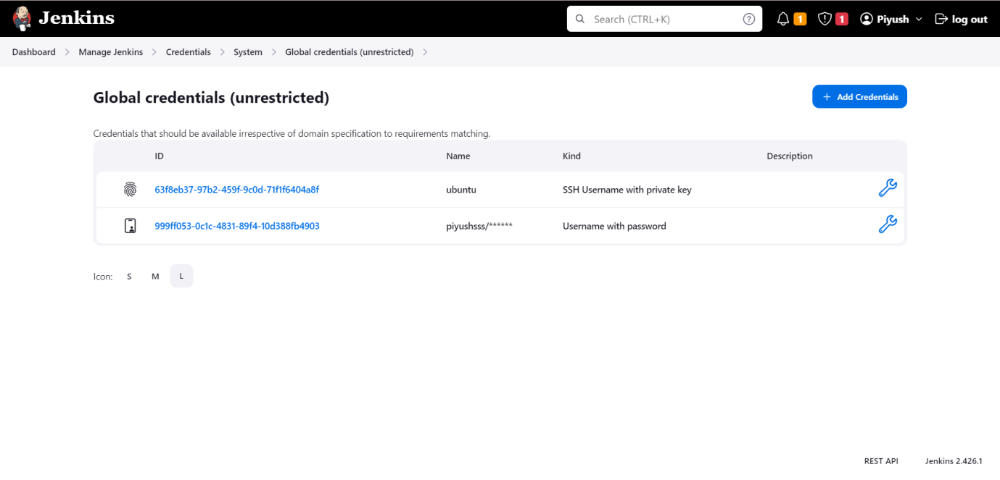 Jenkins
Search (CTRL+K)
1
1
Piyush
log out
Dashboard
Manage Jenkins
Credentials
System
Global credentials (unrestricted)
Global credentials (unrestricted)
+ Add Credentials
Credentials that should be available irrespective of domain specification to requirements matching.
ID Name Kind Description
63f8eb37-97b2-459f-9c0d-71f1f6404a8f ubuntu SSH Username with private key
999ff053-0c1c-4831-89f4-10d388fb4903 piyushsss/****** Username with password
Icon: S M L
REST API Jenkins 2.426.1